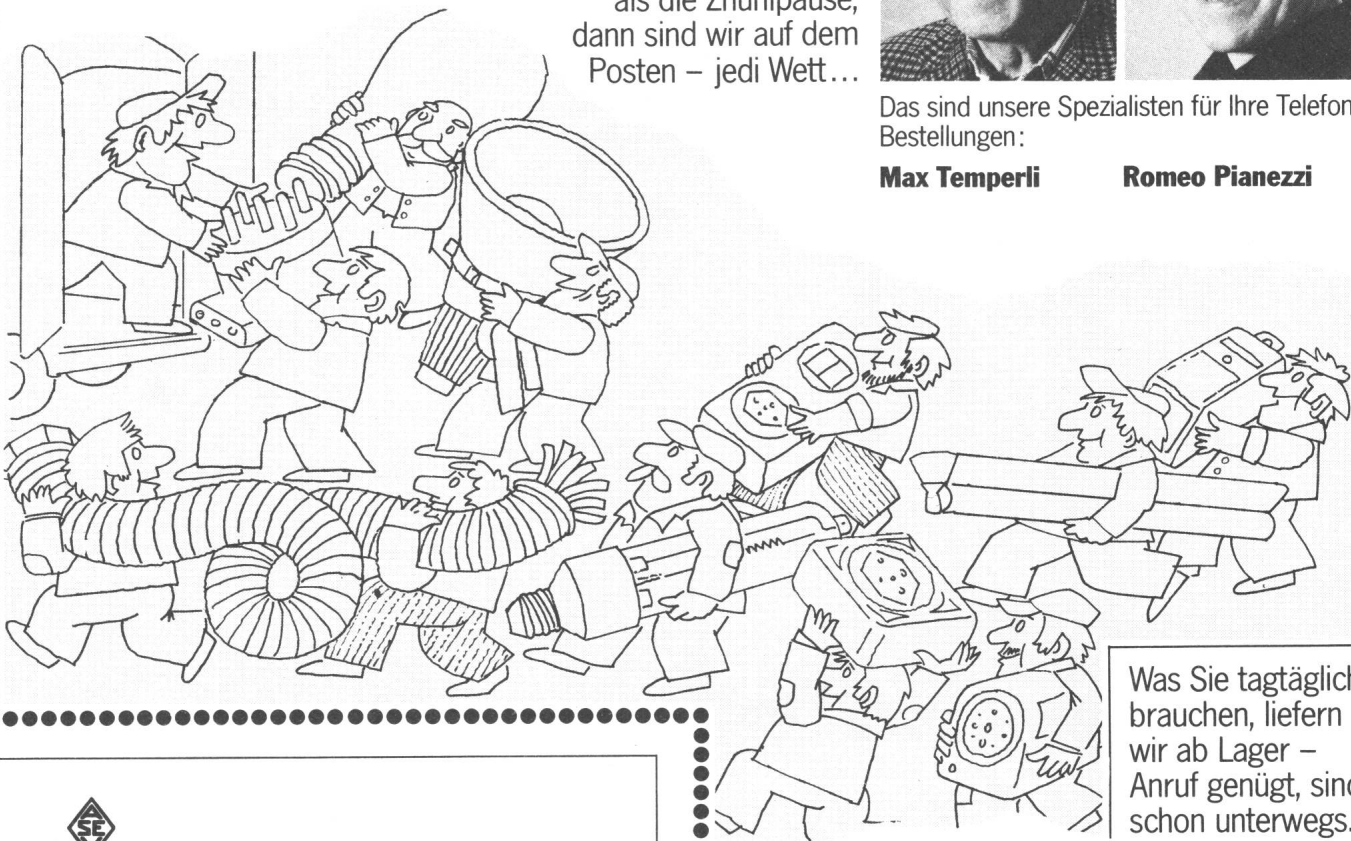 als die Znünipause,
dann sind wir auf dem
Posten – jedi Wett…
Das sind unsere Spezialisten für Ihre Telefon
Bestellungen:
Max Temperli Romeo Pianezzi
Was Sie tagtäglich
brauchen, liefern
wir ab Lager –
Anruf genügt, sind
schon unterwegs.
ASEV